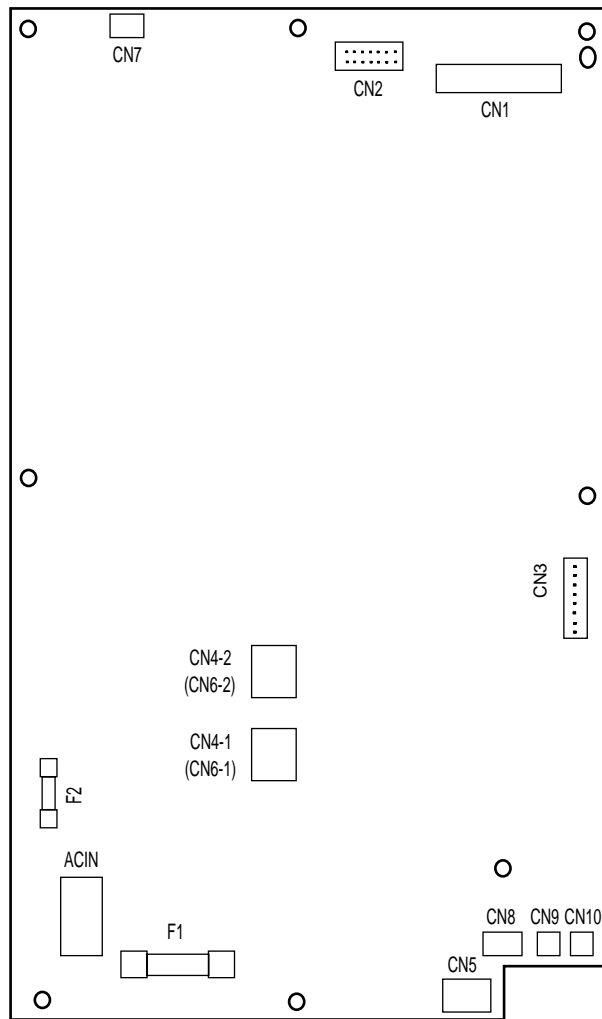 CN7
CN2
CN1
CN3
CN4-2
(CN6-2)
CN4-1
(CN6-1)
F2
ACIN
F1
CN8
CN9
CN10
CN5